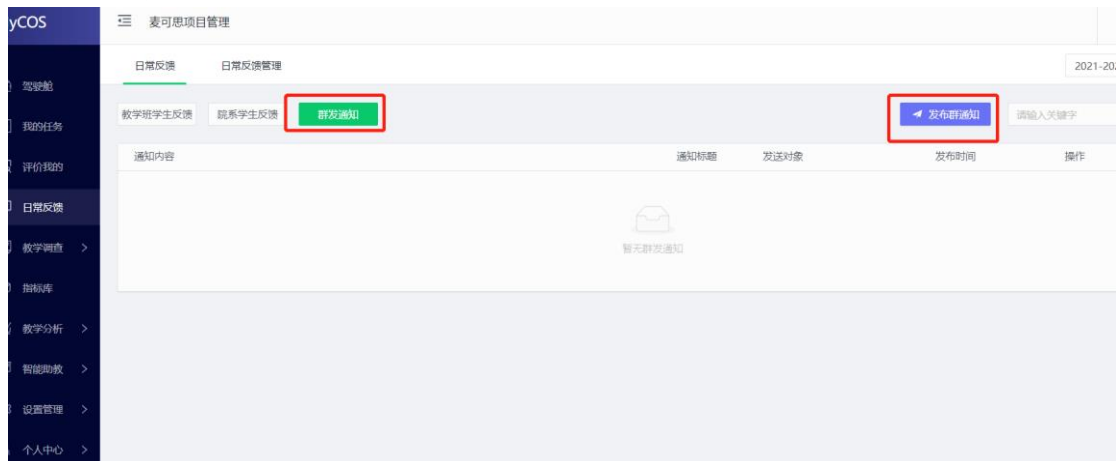 yCOS
麦可思项目管理
日常反馈
日常反馈管理
2021-202
教学班学生反馈
院系学生反馈
群发通知
发布群通知
请输入关键字
通知内容
通知标题
发送对象
发布时间
操作
暂无群发通知
驾驶舱
我的任务
评价我的
日常反馈
教学调查
指标库
教学分析
智能助教
设置管理
个人中心